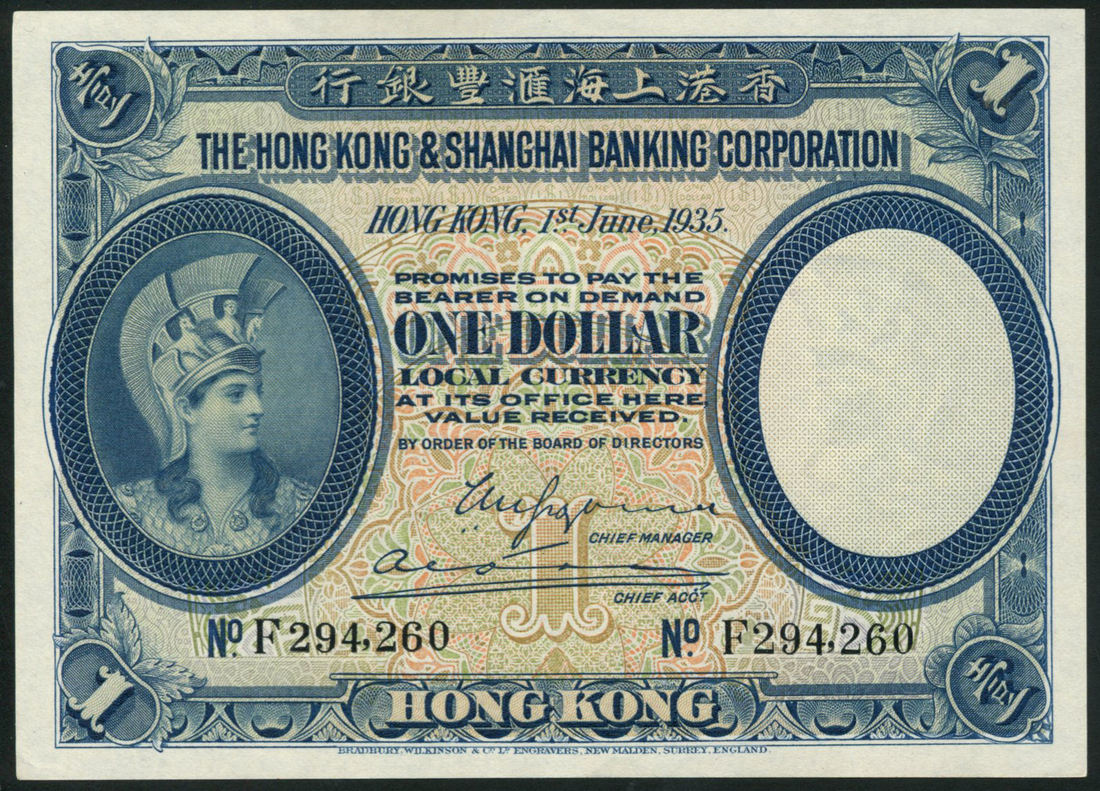 行銀豐滙海上港香
1
THE HONG KONG & SHANGHAI BANKING CORPORATION
HONG KONG, 1st June, 1935.
PROMISES TO PAY THE
BEARER ON DEMAND
ONE DOLLAR
LOCAL CURRENCY
AT ITS OFFICE HERE
VALUE RECEIVED.
BY ORDER OF THE BOARD OF DIRECTORS
CHIEF MANAGER
CHIEF ACCT
1
No. F294,260
No. F294,260
1
HONG KONG
BRADBURY, WILKINSON & Co. Ld. ENGRAVERS, NEW MALDEN, SURREY, ENGLAND.